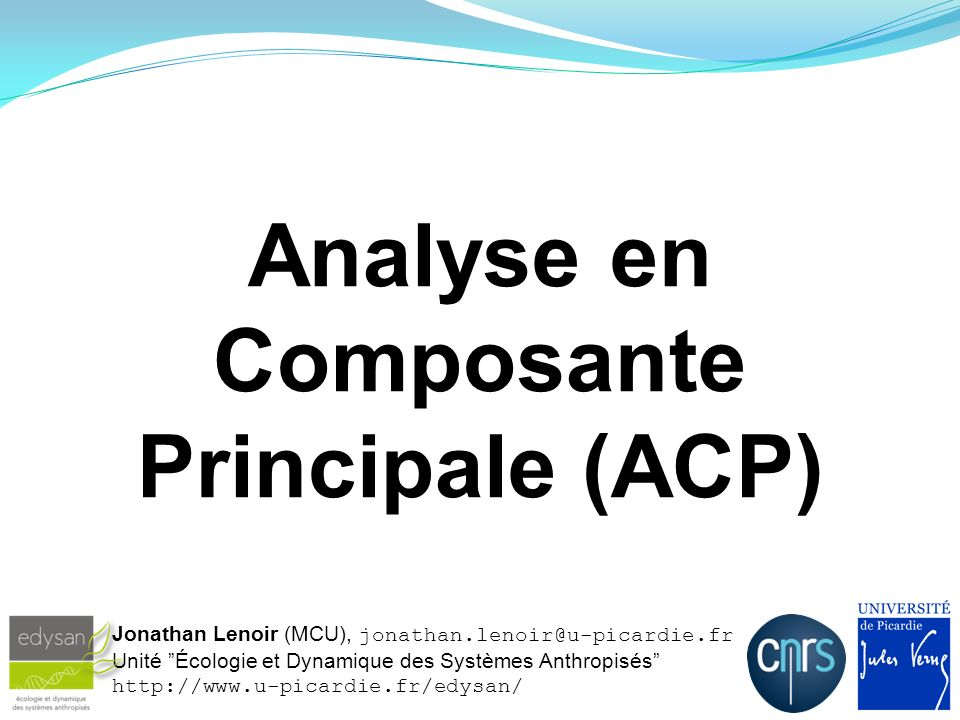 Analyse en
Composante
Principale (ACP)
Jonathan Lenoir (MCU), jonathan.lenoir@u-picardie.fr
Unité ”Écologie et Dynamique des Systèmes Anthropisés”
http://www.u-picardie.fr/edysan/
edysan
écologie et dynamique
des systèmes anthropisés
cnrs
UNIVERSITÉ
de Picardie
Jules Verne